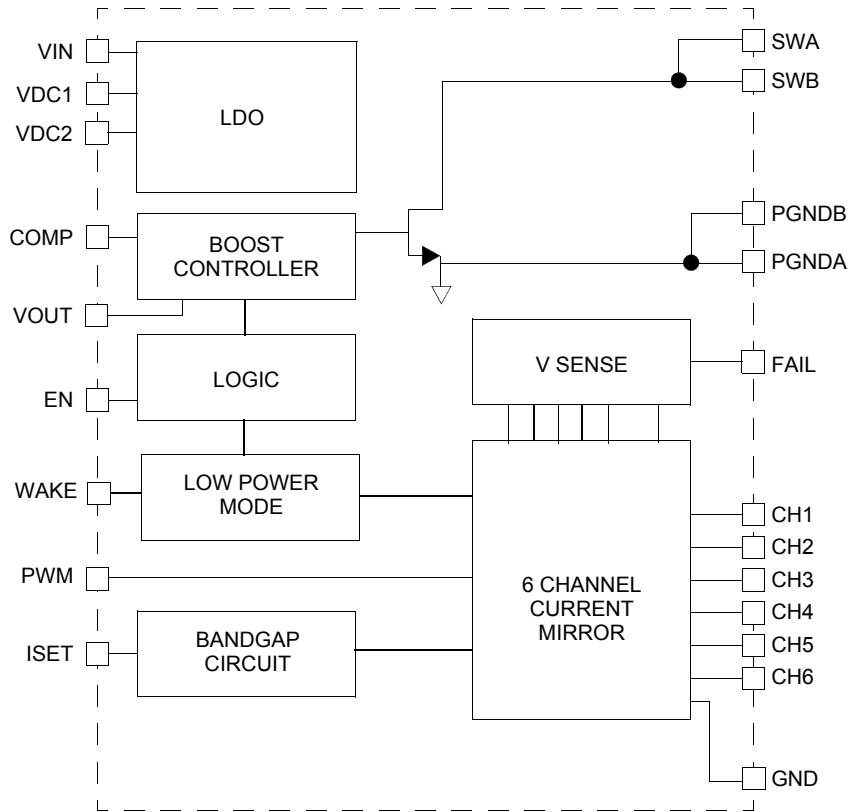 VIN
VDC1
VDC2
LDO
SWA
SWB
COMP
BOOST
CONTROLLER
PGNDB
PGNDA
VOUT
LOGIC
V SENSE
FAIL
EN
WAKE
LOW POWER
MODE
PWM
6 CHANNEL
CURRENT
MIRROR
CH1
CH2
CH3
CH4
CH5
CH6
ISET
BANDGAP
CIRCUIT
GND